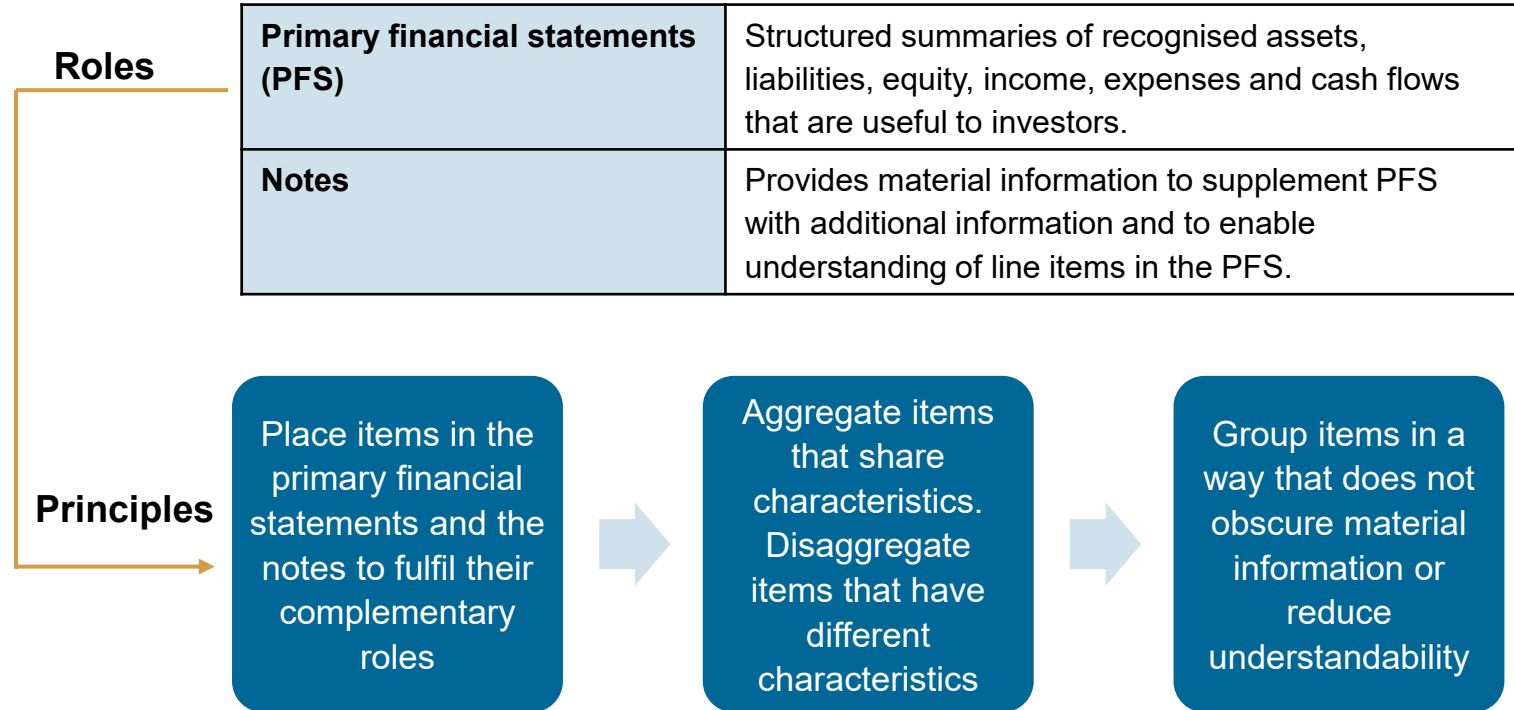 Roles
Primary financial statements
(PFS)
Structured summaries of recognised assets,
liabilities, equity, income, expenses and cash flows
that are useful to investors.
Notes
Provides material information to supplement PFS
with additional information and to enable
understanding of line items in the PFS.
Principles
Place items in the
primary financial
statements and the
notes to fulfil their
complementary
roles
Aggregate items
that share
characteristics.
Disaggregate
items that have
different
characteristics
Group items in a
way that does not
obscure material
information or
reduce
understandability